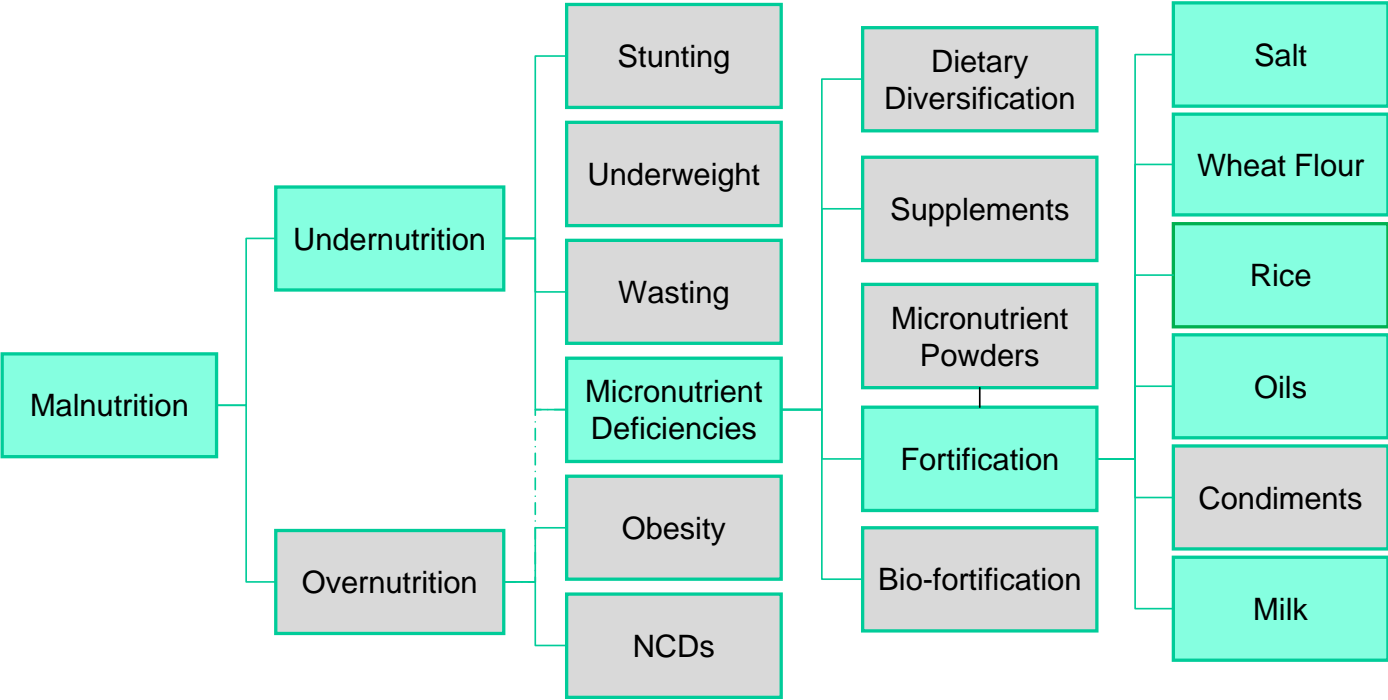 Malnutrition
Undernutrition
Overnutrition
Stunting
Underweight
Wasting
Micronutrient
Deficiencies
Obesity
NCDs
Dietary
Diversification
Supplements
Micronutrient
Powders
Fortification
Bio-fortification
Salt
Wheat Flour
Rice
Oils
Condiments
Milk